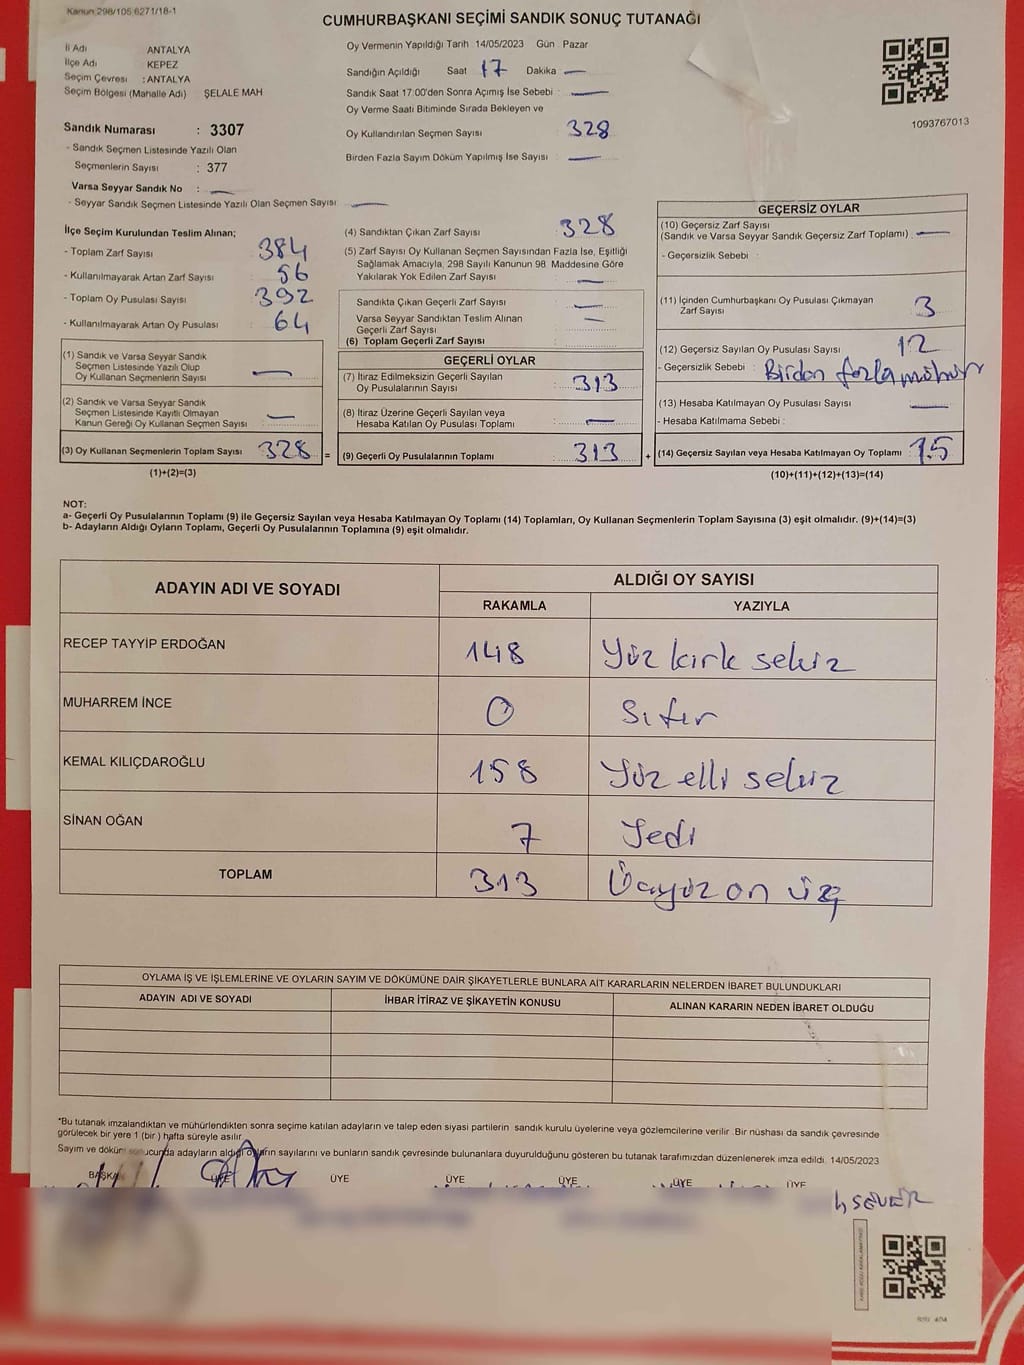 Kanun 298/105 6271/18-1
CUMHURBAŞKANI SEÇİMİ SANDIK SONUÇ TUTANAĞI
İl Adı ANTALYA
İlçe Adı KEPEZ
Seçim Çevresi : ANTALYA
Seçim Bölgesi (Mahalle Adı) ŞELALE MAH
Sandık Numarası : 3307
- Sandık Seçmen Listesinde Yazılı Olan
Seçmenlerin Sayısı : 377
Varsa Seyyar Sandık No : —
- Seyyar Sandık Seçmen Listesinde Yazılı Olan Seçmen Sayısı —
Oy Vermenin Yapıldığı Tarih 14/05/2023 Gün Pazar
Sandığın Açıldığı Saat 17 Dakika —
Sandık Saat 17:00'den Sonra Açımış İse Sebebi : —
Oy Verme Saati Bitiminde Sırada Bekleyen ve
Oy Kullandırılan Seçmen Sayısı 328
Birden Fazla Sayım Döküm Yapılmış İse Sayısı —
1093767013
İlçe Seçim Kurulundan Teslim Alınan;
- Toplam Zarf Sayısı 384
- Kullanılmayarak Artan Zarf Sayısı 56
- Toplam Oy Pusulası Sayısı 392
- Kullanılmayarak Artan Oy Pusulası 64
(1) Sandık ve Varsa Seyyar Sandık
Seçmen Listesinde Yazılı Olup
Oy Kullanan Seçmenlerin Sayısı —
(2) Sandık ve Varsa Seyyar Sandık
Seçmen Listesinde Kayıtlı Olmayan
Kanun Gereği Oy Kullanan Seçmen Sayısı —
(3) Oy Kullanan Seçmenlerin Toplam Sayısı 328 =
(1)+(2)=(3)
(4) Sandıktan Çıkan Zarf Sayısı 328
(5) Zarf Sayısı Oy Kullanan Seçmen Sayısından Fazla İse, Eşitliği
Sağlamak Amacıyla, 298 Sayılı Kanunun 98. Maddesine Göre
Yakılarak Yok Edilen Zarf Sayısı —
Sandıkta Çıkan Geçerli Zarf Sayısı —
Varsa Seyyar Sandıktan Teslim Alınan
Geçerli Zarf Sayısı —
(6) Toplam Geçerli Zarf Sayısı
GEÇERLİ OYLAR
(7) İtiraz Edilmeksizin Geçerli Sayılan
Oy Pusulalarının Sayısı 313
(8) İtiraz Üzerine Geçerli Sayılan veya
Hesaba Katılan Oy Pusulası Toplamı —
(9) Geçerli Oy Pusulalarının Toplamı 313 +
GEÇERSİZ OYLAR
(10) Geçersiz Zarf Sayısı
(Sandık ve Varsa Seyyar Sandık Geçersiz Zarf Toplamı) —
- Geçersizlik Sebebi :
(11) İçinden Cumhurbaşkanı Oy Pusulası Çıkmayan
Zarf Sayısı 3
(12) Geçersiz Sayılan Oy Pusulası Sayısı 12
- Geçersizlik Sebebi : Birden fazla mühür
(13) Hesaba Katılmayan Oy Pusulası Sayısı —
- Hesaba Katılmama Sebebi :
(14) Geçersiz Sayılan veya Hesaba Katılmayan Oy Toplamı 15
(10)+(11)+(12)+(13)=(14)
NOT:
a- Geçerli Oy Pusulalarının Toplamı (9) ile Geçersiz Sayılan veya Hesaba Katılmayan Oy Toplamı (14) Toplamları, Oy Kullanan Seçmenlerin Toplam Sayısına (3) eşit olmalıdır. (9)+(14)=(3)
b- Adayların Aldığı Oyların Toplamı, Geçerli Oy Pusulalarının Toplamına (9) eşit olmalıdır.
ADAYIN ADI VE SOYADI ALDIĞI OY SAYISI
RAKAMLA YAZIYLA
RECEP TAYYİP ERDOĞAN 148 Yüz kırk sekiz
MUHARREM İNCE 0 Sıfır
KEMAL KILIÇDAROĞLU 158 Yüz elli sekiz
SİNAN OĞAN 7 Yedi
TOPLAM 313 Üçyüz on üç
OYLAMA İŞ VE İŞLEMLERİNE VE OYLARIN SAYIM VE DÖKÜMÜNE DAİR ŞİKAYETLERLE BUNLARA AİT KARARLARIN NELERDEN İBARET BULUNDUKLARI
ADAYIN ADI VE SOYADI İHBAR İTİRAZ VE ŞİKAYETİN KONUSU ALINAN KARARIN NEDEN İBARET OLDUĞU
*Bu tutanak imzalandıktan ve mühürlendikten sonra seçime katılan adayların ve talep eden siyasi partilerin sandık kurulu üyelerine veya gözlemcilerine verilir. Bir nüshası da sandık çevresinde
görülecek bir yere 1 (bir) hafta süreyle asılır.
Sayım ve döküm sonucunda adayların aldığı oyların sayılarını ve bunların sandık çevresinde bulunanlara duyurulduğunu gösteren bu tutanak tarafımızdan düzenlenerek imza edildi. 14/05/2023
BAŞKAN ÜYE ÜYE ÜYE ÜYE ÜYE ÜYE
SEVER